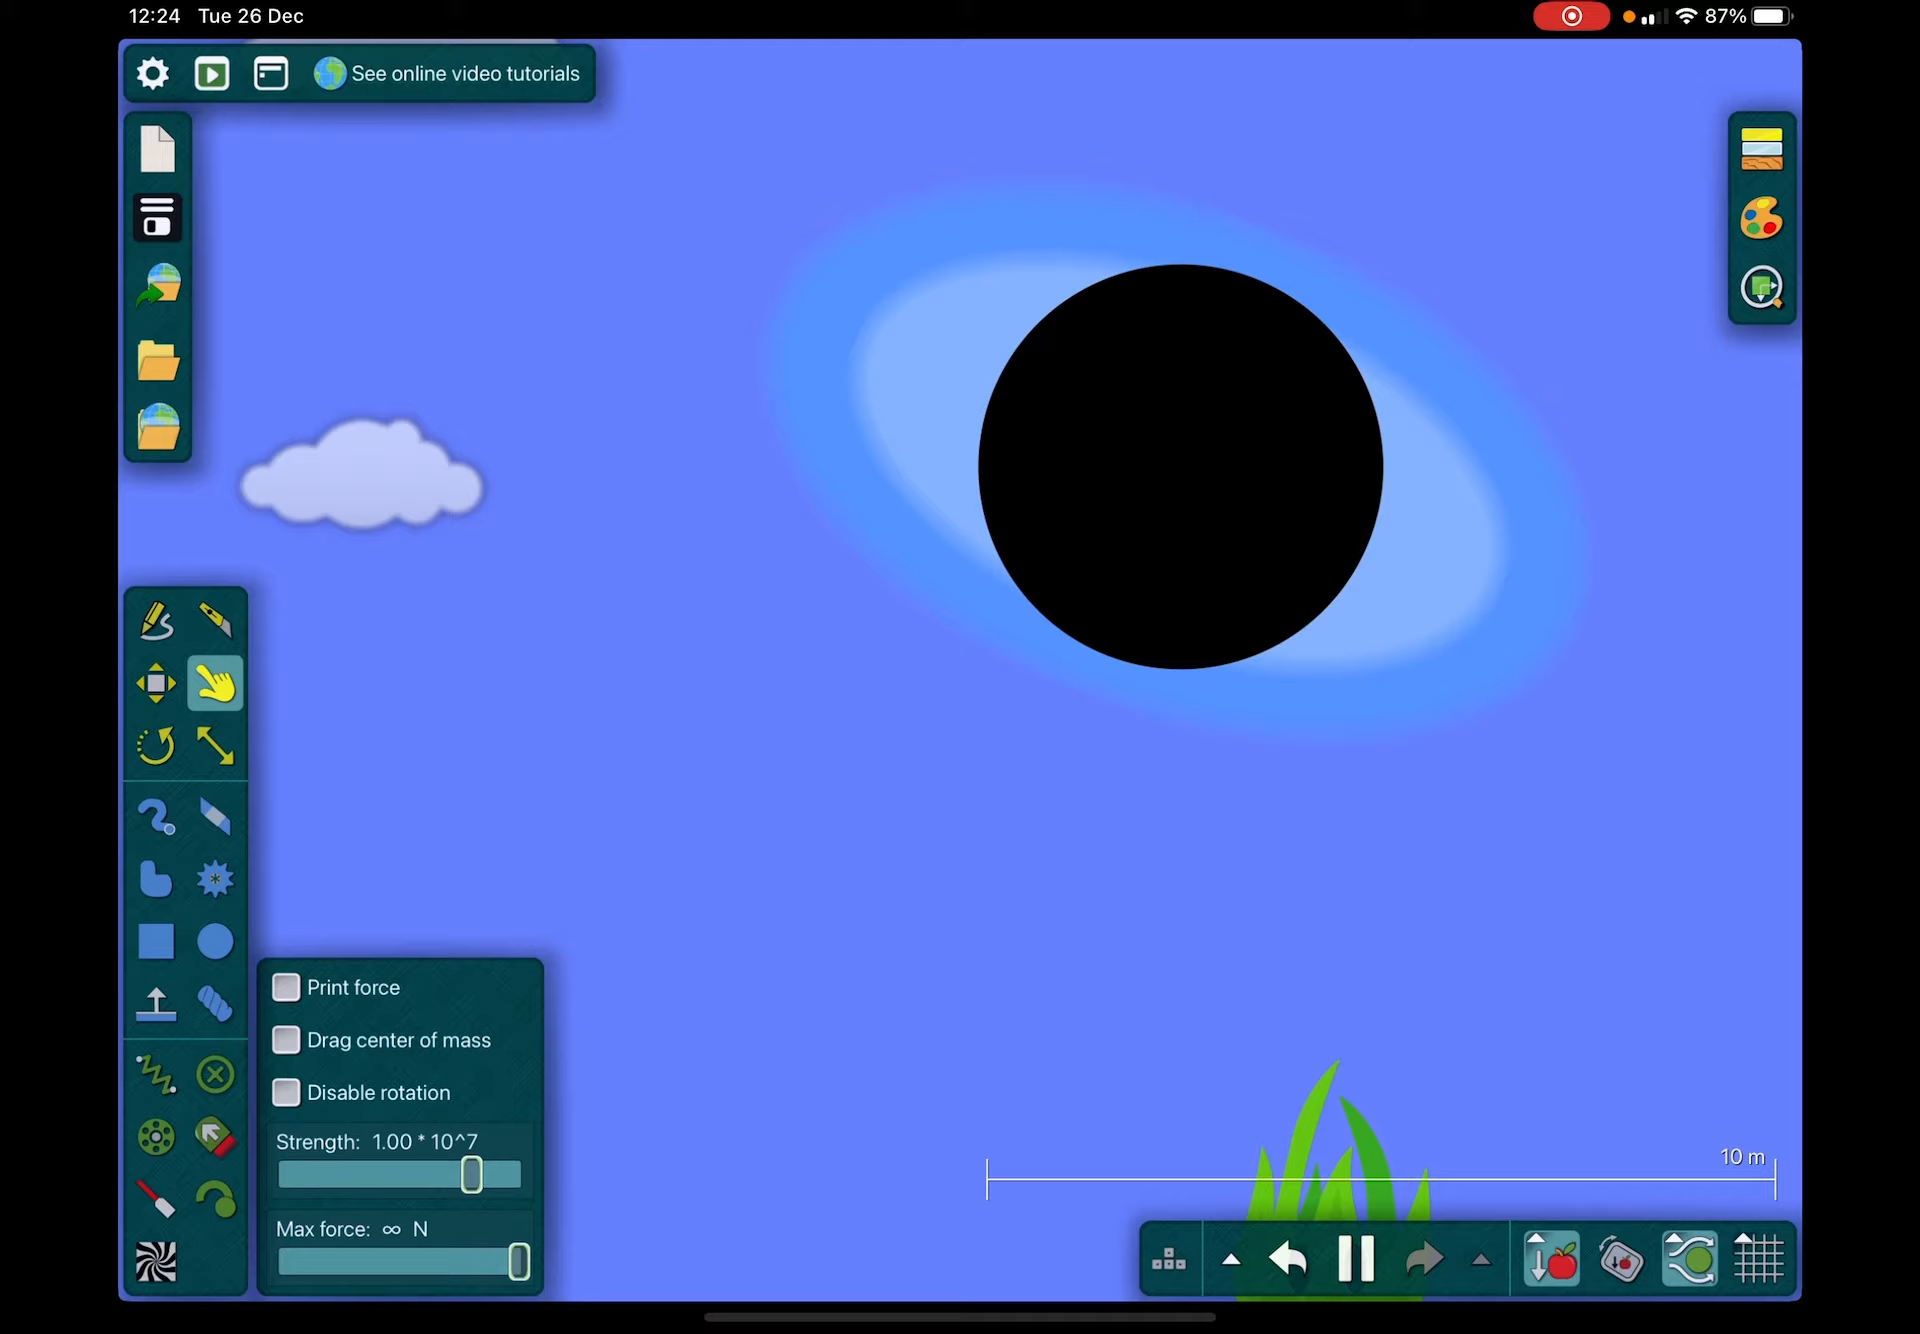 12:24 Tue 26 Dec
87%
See online video tutorials
Print force
Drag center of mass
Disable rotation
Strength: 1.00 * 10^7
Max force: ∞ N
10 m